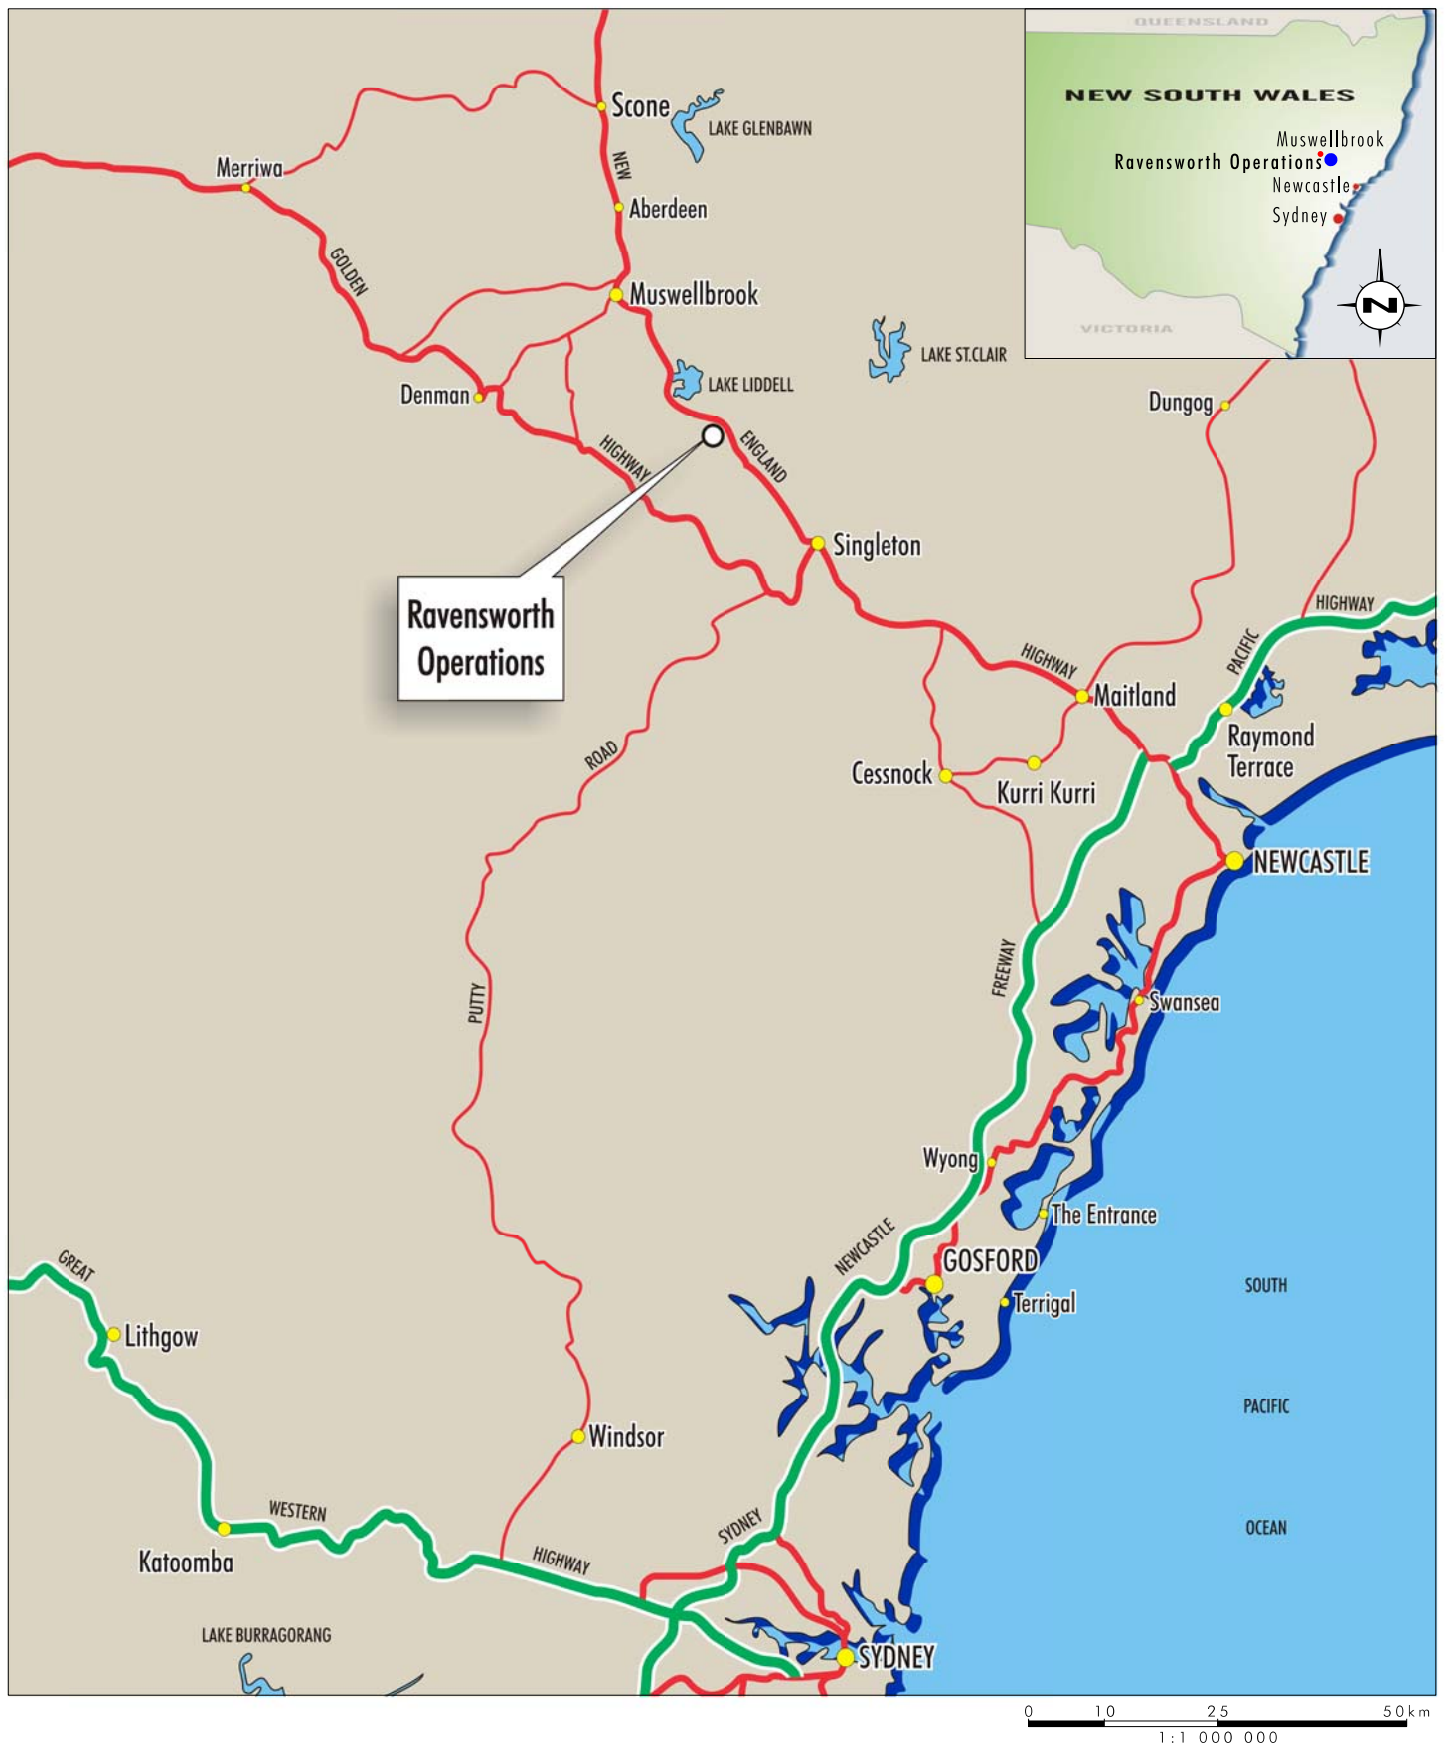 QUEENSLAND
NEW SOUTH WALES
Muswellbrook
Ravensworth Operations
Newcastle
Sydney
N
VICTORIA
Scone
LAKE GLENBAWN
NEW
Merriwa
Aberdeen
GOLDEN
Muswellbrook
LAKE ST.CLAIR
LAKE LIDDELL
Denman
Dungog
HIGHWAY
ENGLAND
Singleton
Ravensworth
Operations
HIGHWAY
PACIFIC
HIGHWAY
Maitland
Raymond
Terrace
ROAD
Cessnock
Kurri Kurri
NEWCASTLE
FREEWAY
PUTTY
Swansea
Wyong
The Entrance
NEWCASTLE
GREAT
GOSFORD
SOUTH
Terrigal
Lithgow
PACIFIC
Windsor
WESTERN
SYDNEY
OCEAN
Katoomba
HIGHWAY
LAKE BURRAGORANG
SYDNEY
0 10 25 50km
1:1 000 000